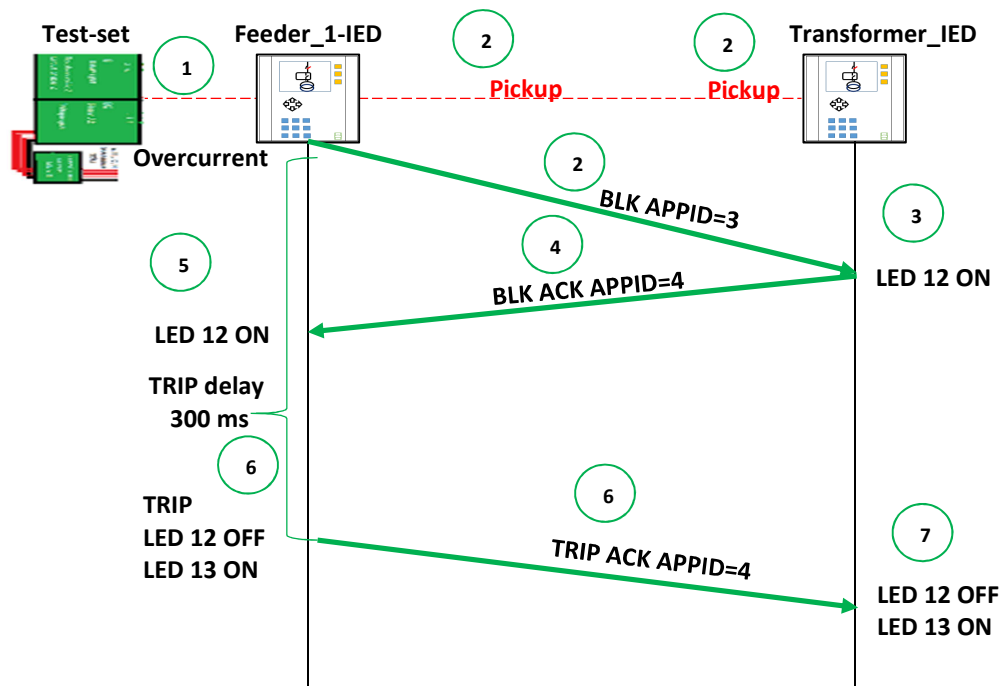 Test-set
Feeder_1-IED
Transformer_IED
1
2
2
Pickup
Pickup
Overcurrent
2
BLK APPID=3
3
LED 12 ON
4
BLK ACK APPID=4
5
LED 12 ON
TRIP delay
300 ms
6
TRIP
LED 12 OFF
LED 13 ON
6
TRIP ACK APPID=4
7
LED 12 OFF
LED 13 ON